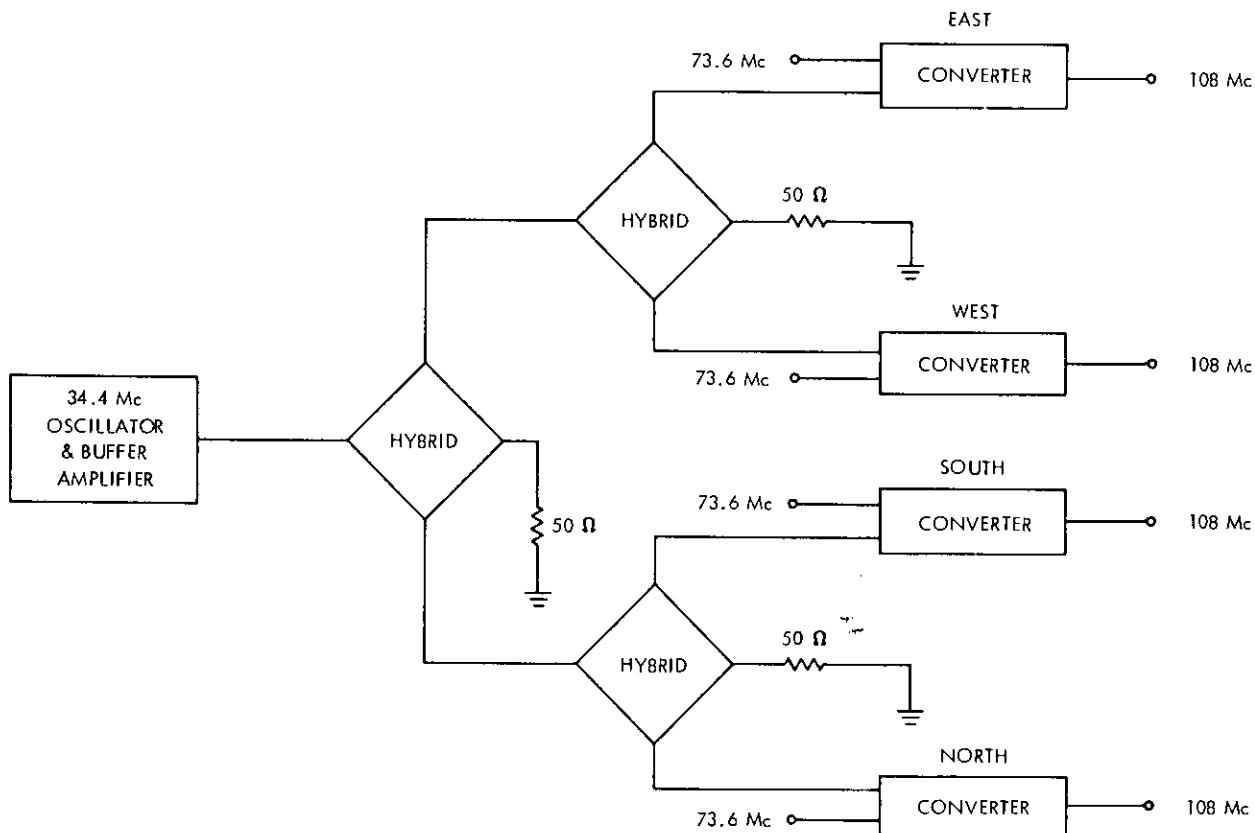 EAST
73.6 Mc
CONVERTER
108 Mc
50 Ω
HYBRID
WEST
CONVERTER
108 Mc
73.6 Mc
34.4 Mc
OSCILLATOR
& BUFFER
AMPLIFIER
HYBRID
SOUTH
73.6 Mc
CONVERTER
108 Mc
50 Ω
50 Ω
HYBRID
NORTH
CONVERTER
108 Mc
73.6 Mc